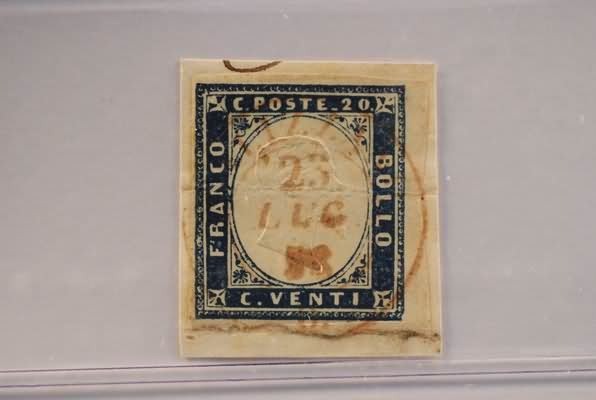 C. POSTE. 20.
FRANCO
BOLLO
23
LUG
C. VENTI